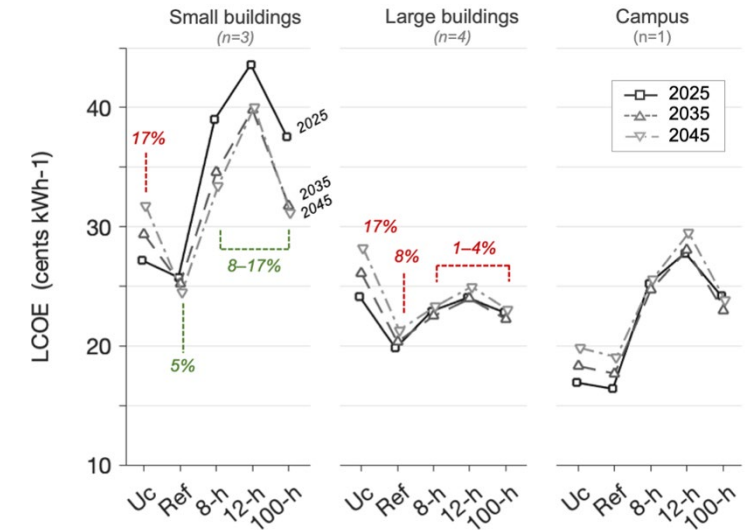 Small buildings
(n=3)
Large buildings
(n=4)
Campus
(n=1)
LCOE (cents kWh-1)
40
30
20
10
17%
2025
2035
2045
8–17%
5%
17%
8%
1–4%
2025
2035
2045
Uc Ref 8-h 12-h 100-h
Uc Ref 8-h 12-h 100-h
Uc Ref 8-h 12-h 100-h